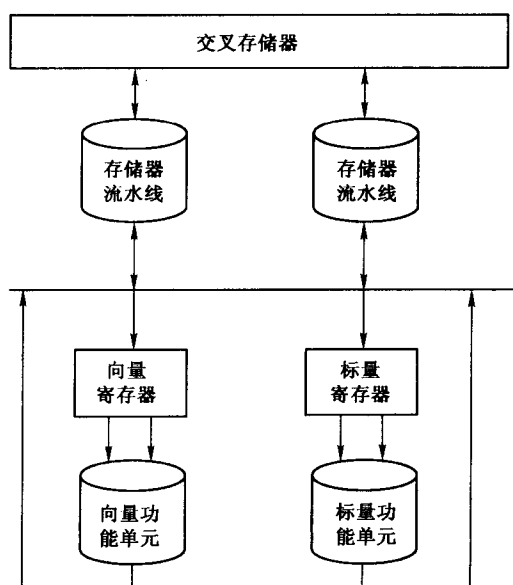 交叉存储器
存储器
流水线
存储器
流水线
向量
寄存器
标量
寄存器
向量功
能单元
标量功
能单元